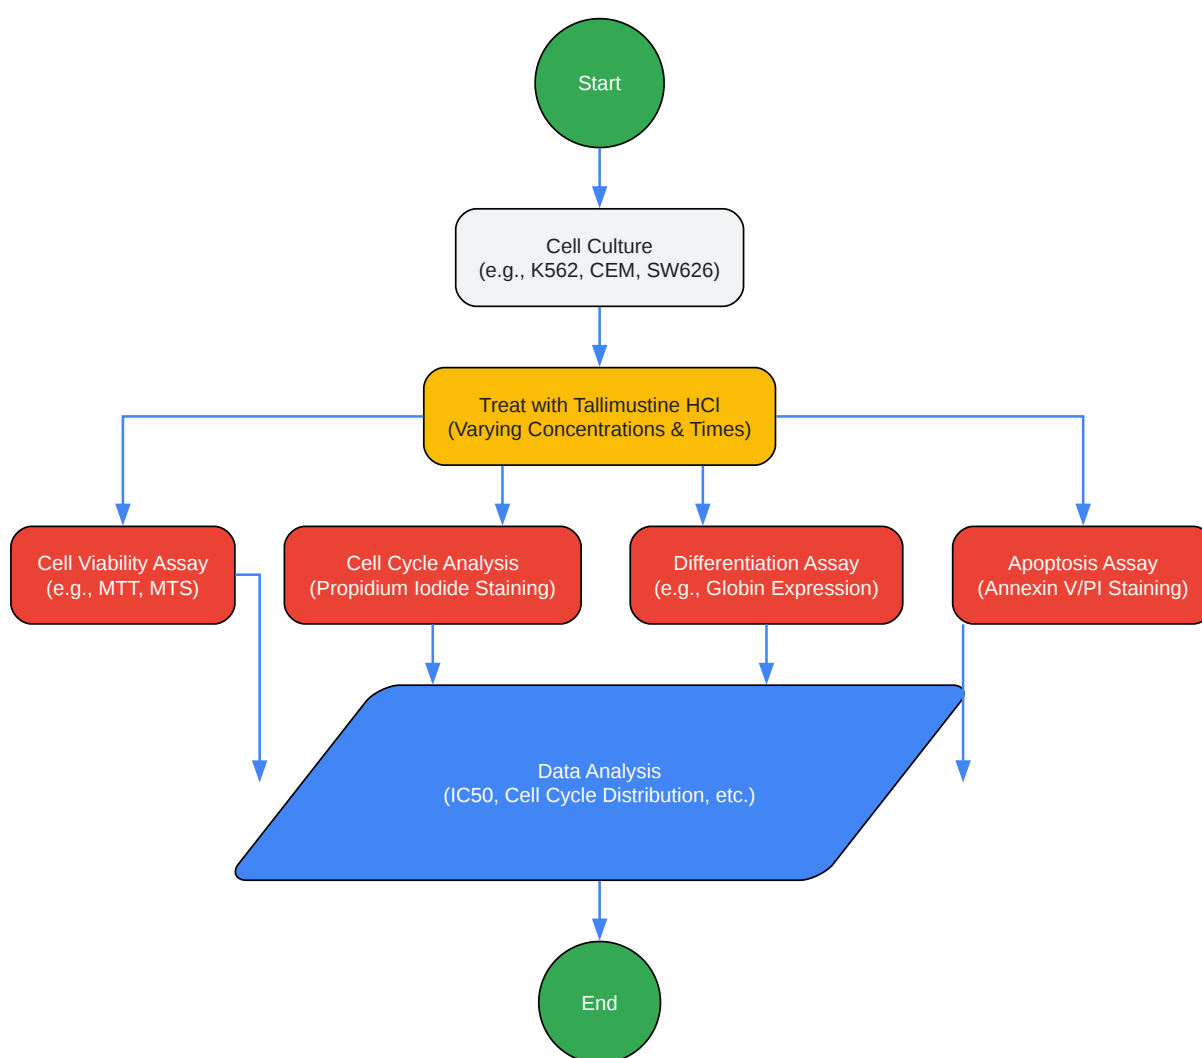 Start
Cell Culture
(e.g., K562, CEM, SW626)
Treat with Tallimustine HCl
(Varying Concentrations & Times)
Cell Viability Assay
(e.g., MTT, MTS)
Cell Cycle Analysis
(Propidium Iodide Staining)
Differentiation Assay
(e.g., Globin Expression)
Apoptosis Assay
(Annexin V/PI Staining)
Data Analysis
(IC50, Cell Cycle Distribution, etc.)
End